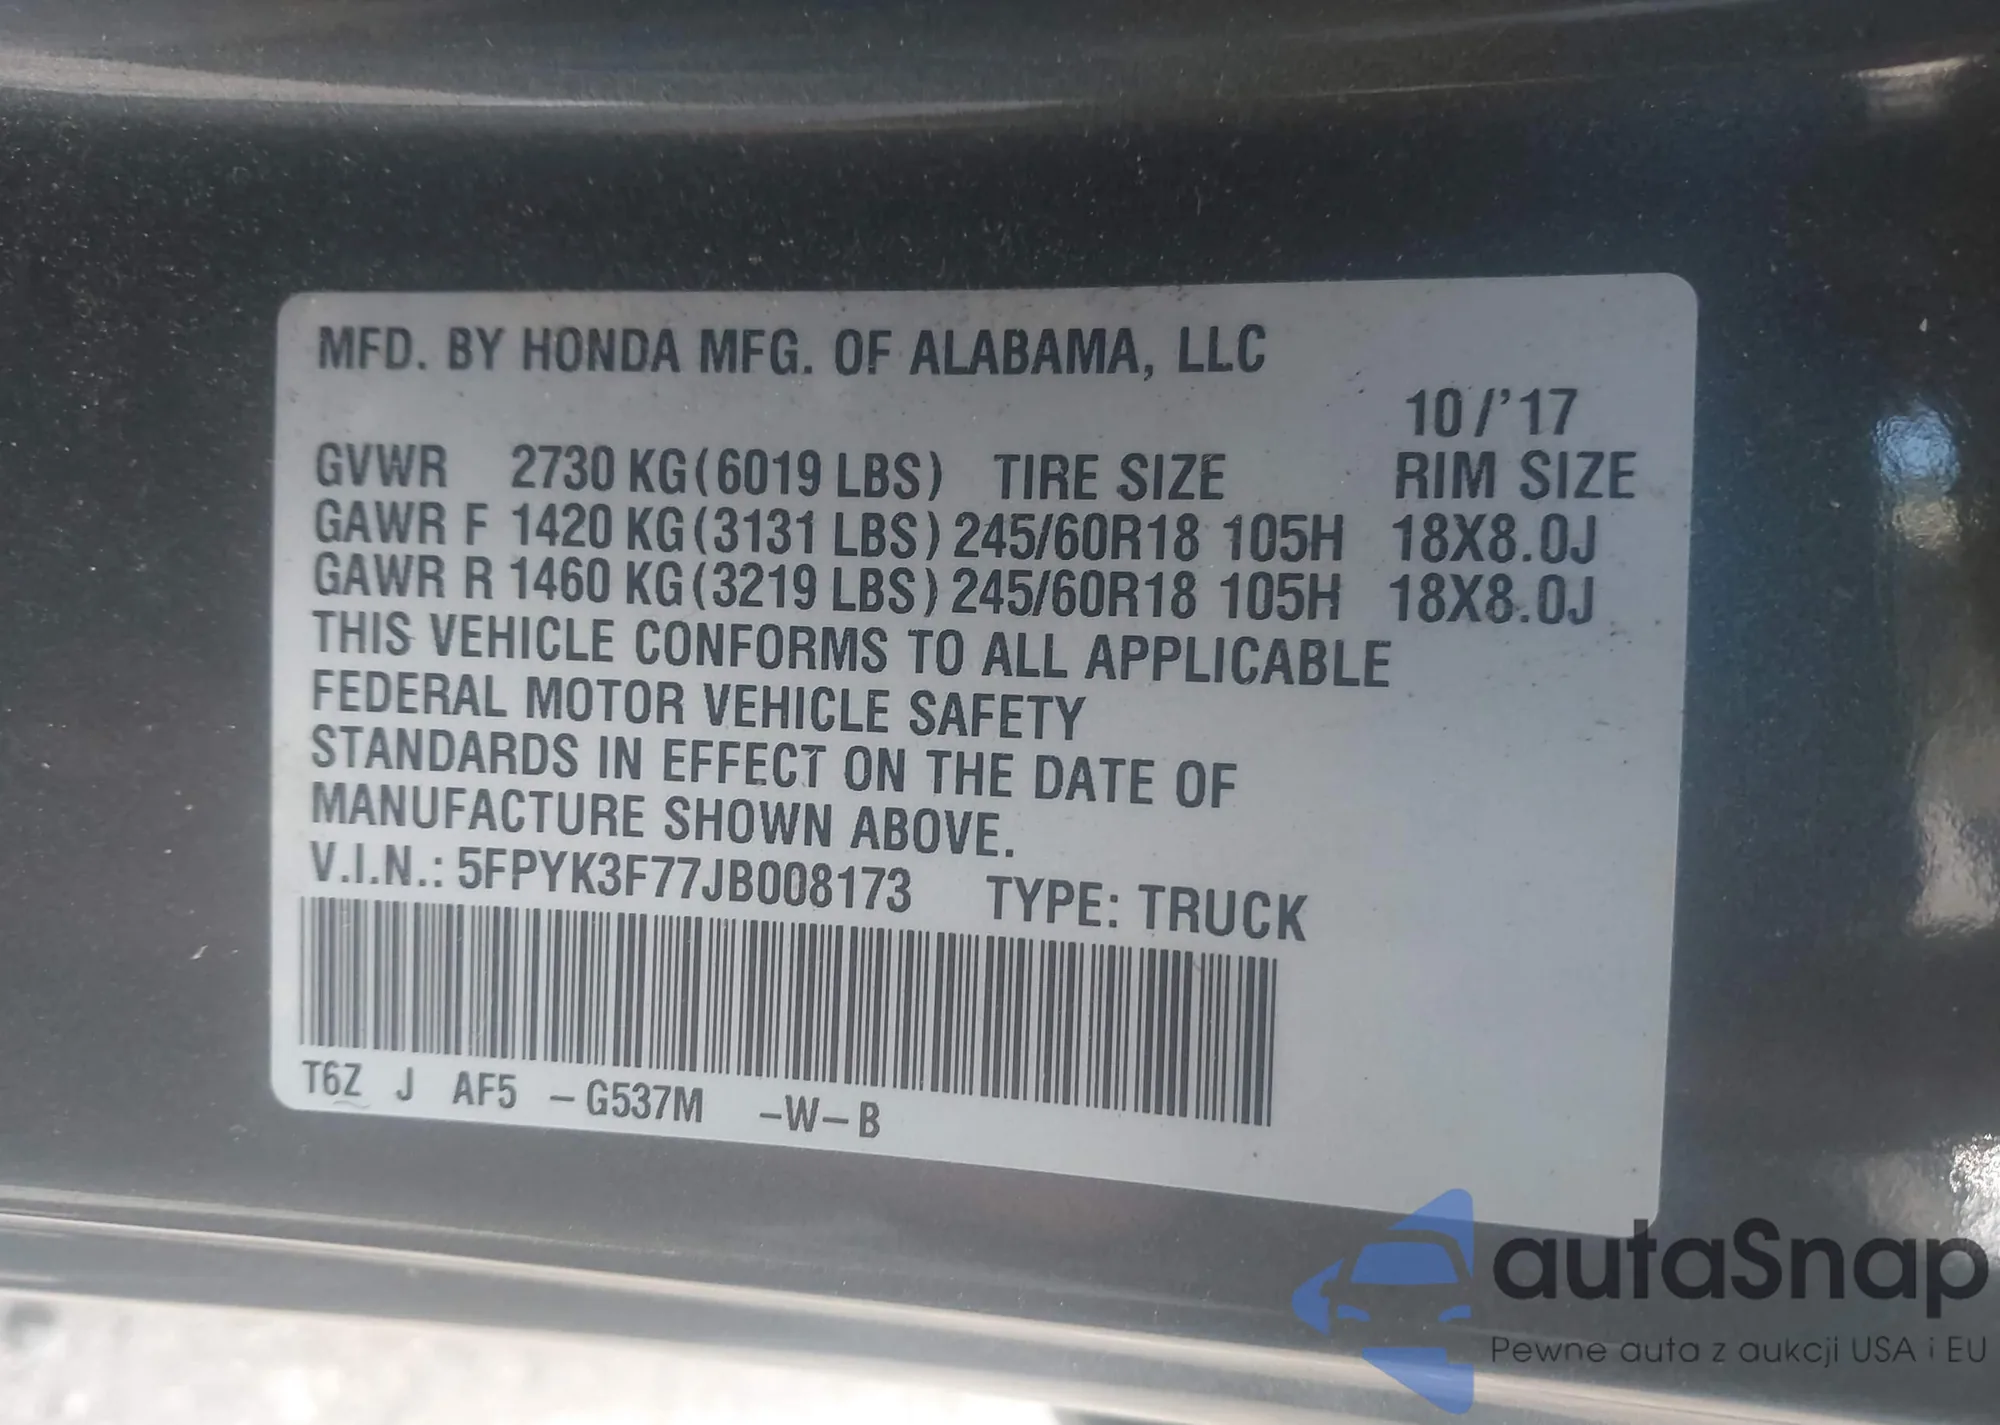 MFD. BY HONDA MFG. OF ALABAMA, LLC
10/'17
GVWR 2730 KG(6019 LBS) TIRE SIZE RIM SIZE
GAWR F 1420 KG(3131 LBS) 245/60R18 105H 18X8.0J
GAWR R 1460 KG(3219 LBS) 245/60R18 105H 18X8.0J
THIS VEHICLE CONFORMS TO ALL APPLICABLE
FEDERAL MOTOR VEHICLE SAFETY
STANDARDS IN EFFECT ON THE DATE OF
MANUFACTURE SHOWN ABOVE.
V.I.N.: 5FPYK3F77JB008173 TYPE: TRUCK
T6Z J AF5 -G537M -W-B
autaSnap
Pewne auta z aukcji USA i EU